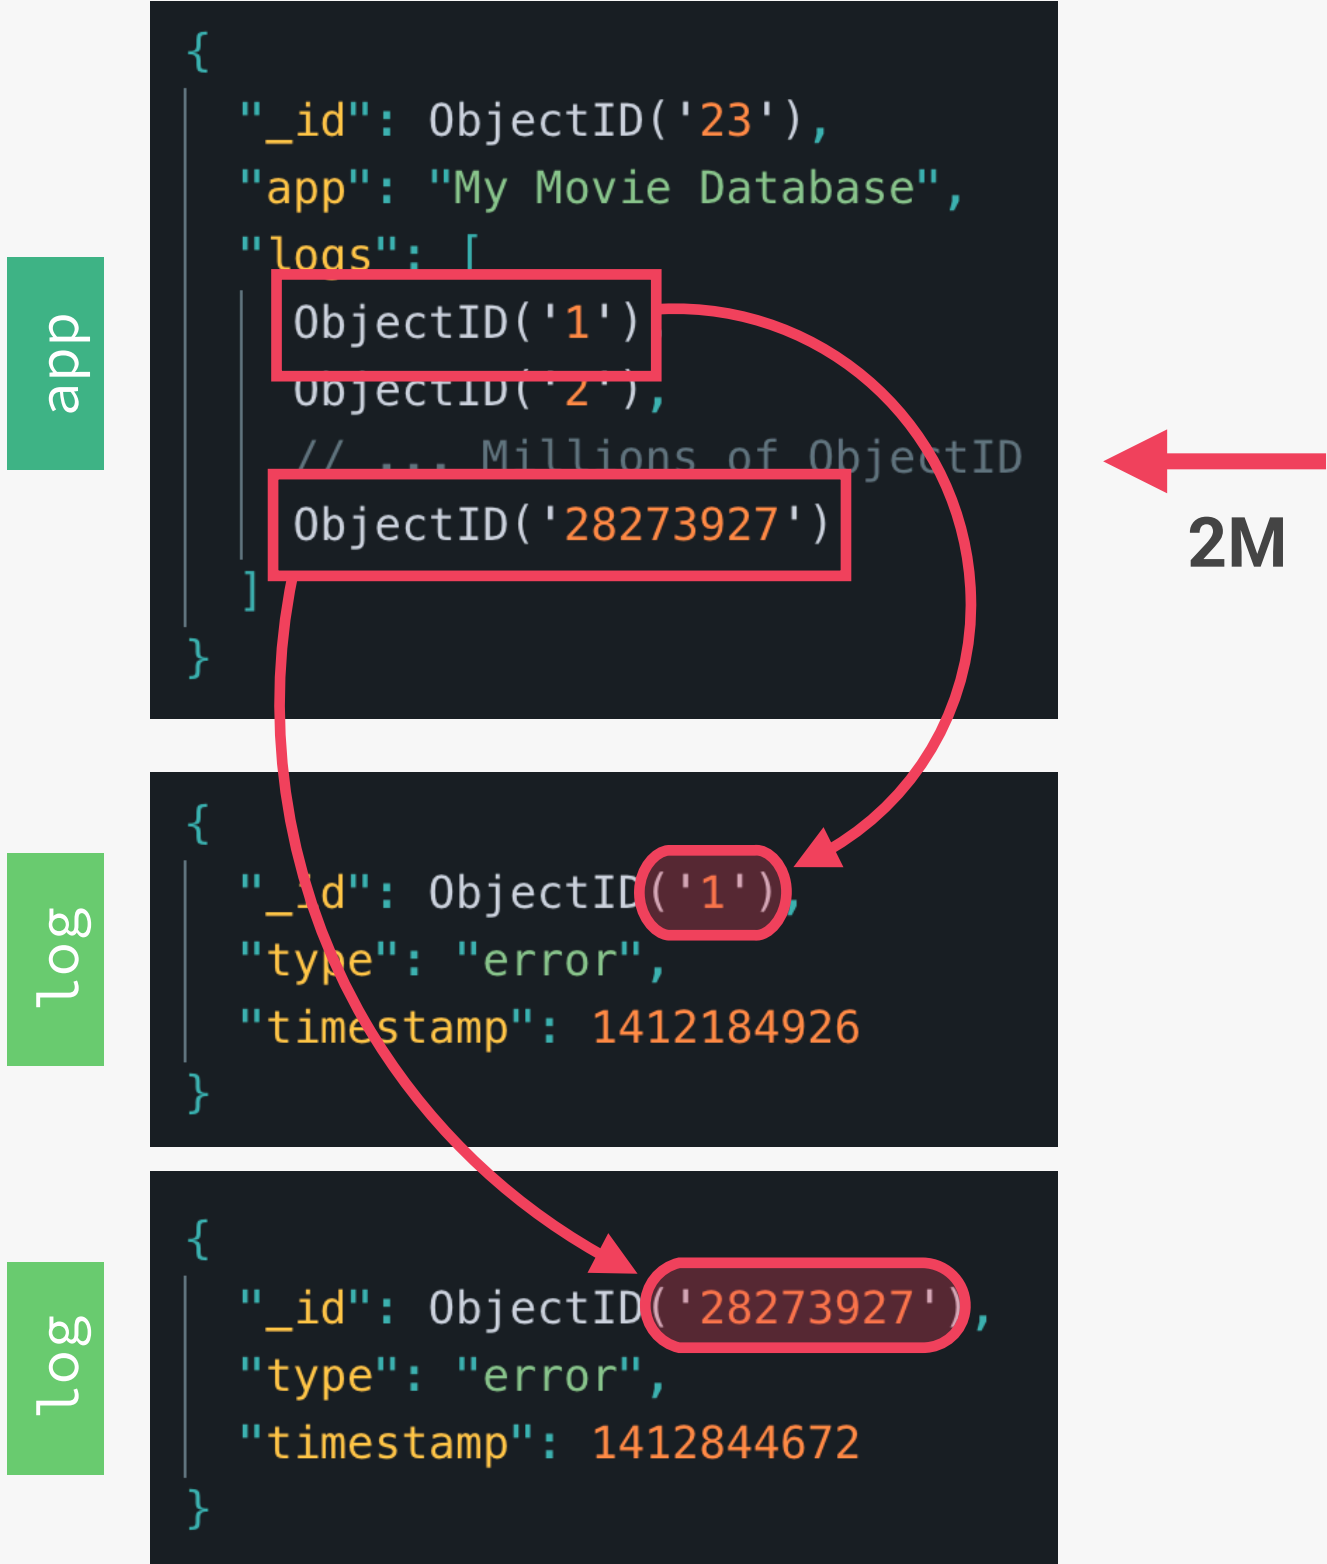 {
"_id": ObjectID('23'),
"app": "My Movie Database",
"logs": [
ObjectID('1')
ObjectID('2'),
// ... Millions of ObjectID
ObjectID('28273927')
]
}
app
2M
{
"_id": ObjectID('1'),
"type": "error",
"timestamp": 1412184926
}
log
{
"_id": ObjectID('28273927'),
"type": "error",
"timestamp": 1412844672
}
log